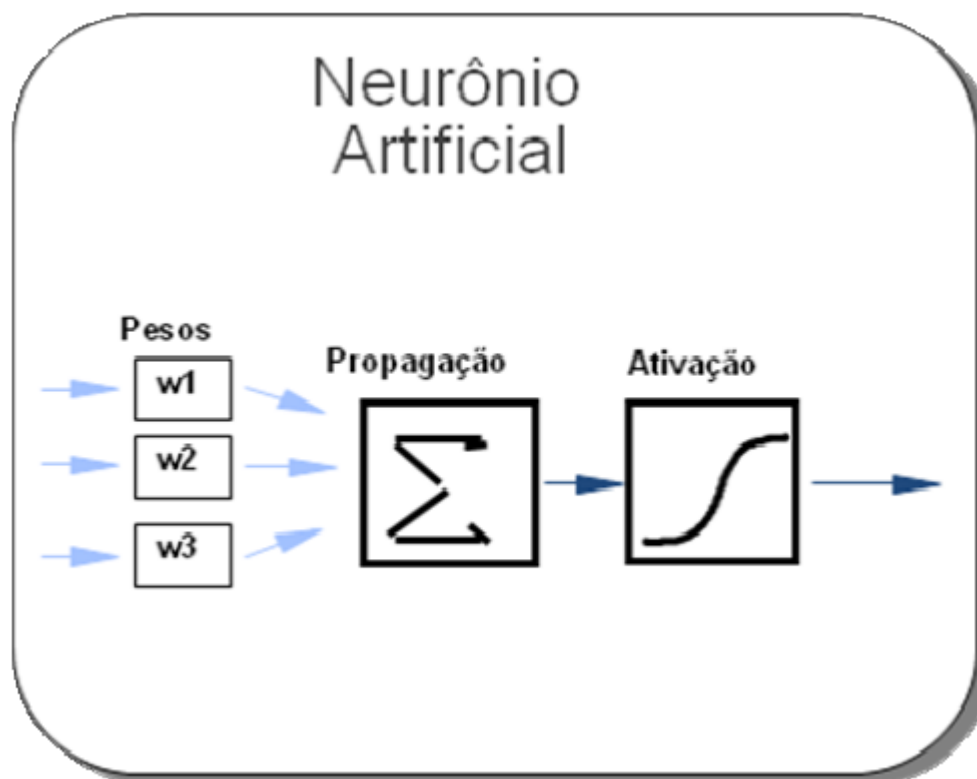 Neurônio
Artificial
Pesos
Propagação
Ativação
w1
w2
w3